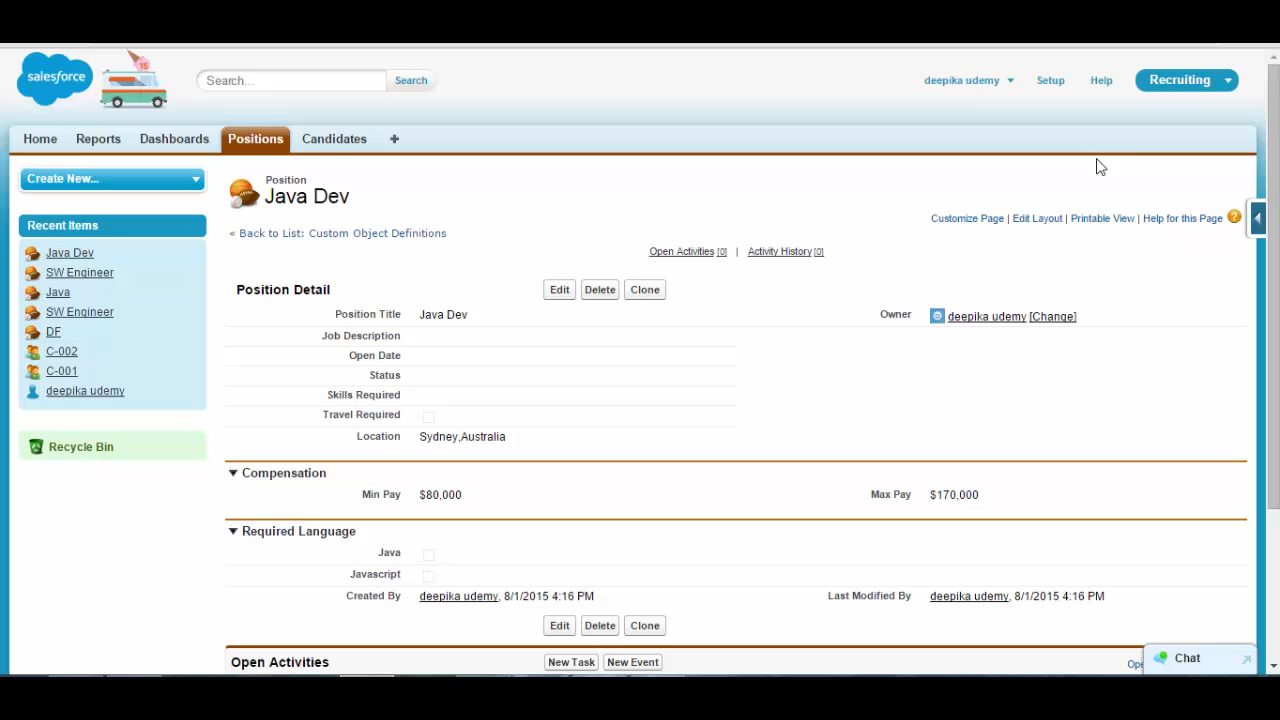 salesforce
15
Search...
Search
deepika udemy
Setup
Help
Recruiting
Home
Reports
Dashboards
Positions
Candidates
+
Create New...
Recent Items
Java Dev
SW Engineer
Java
SW Engineer
DF
C-002
C-001
deepika udemy
Recycle Bin
Position
Java Dev
Customize Page | Edit Layout | Printable View | Help for this Page ?
« Back to List: Custom Object Definitions
Open Activities [0] | Activity History [0]
Position Detail
Edit Delete Clone
Position Title Java Dev
Owner deepika udemy [Change]
Job Description
Open Date
Status
Skills Required
Travel Required
Location Sydney,Australia
Compensation
Min Pay $80,000
Max Pay $170,000
Required Language
Java
Javascript
Created By deepika udemy, 8/1/2015 4:16 PM
Last Modified By deepika udemy, 8/1/2015 4:16 PM
Edit Delete Clone
Open Activities
New Task New Event
Chat